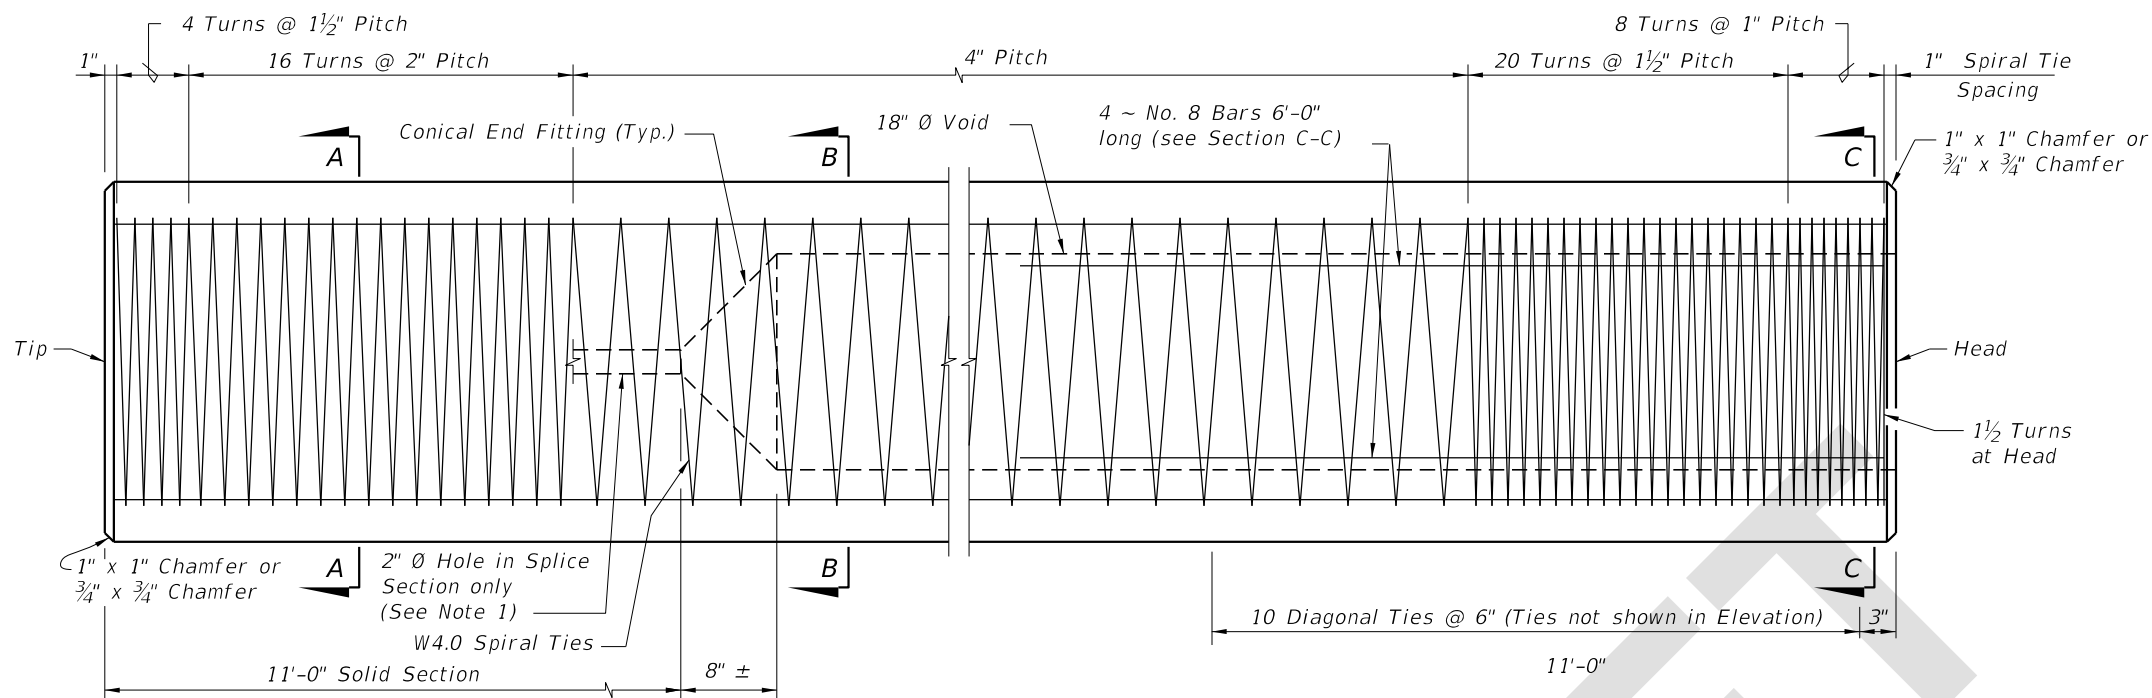 4 Turns @ 1½" Pitch
8 Turns @ 1" Pitch
1"
16 Turns @ 2" Pitch
4" Pitch
20 Turns @ 1½" Pitch
1" Spiral Tie
Spacing
Conical End Fitting (Typ.)
18" Ø Void
4 ~ No. 8 Bars 6'-0"
long (see Section C-C)
1" x 1" Chamfer or
¾" x ¾" Chamfer
A
B
C
Tip
Head
1½ Turns
at Head
1" x 1" Chamfer or
¾" x ¾" Chamfer
A
2" Ø Hole in Splice
Section only
(See Note 1)
B
C
W4.0 Spiral Ties
10 Diagonal Ties @ 6" (Ties not shown in Elevation)
3"
11'-0" Solid Section
8" ±
11'-0"